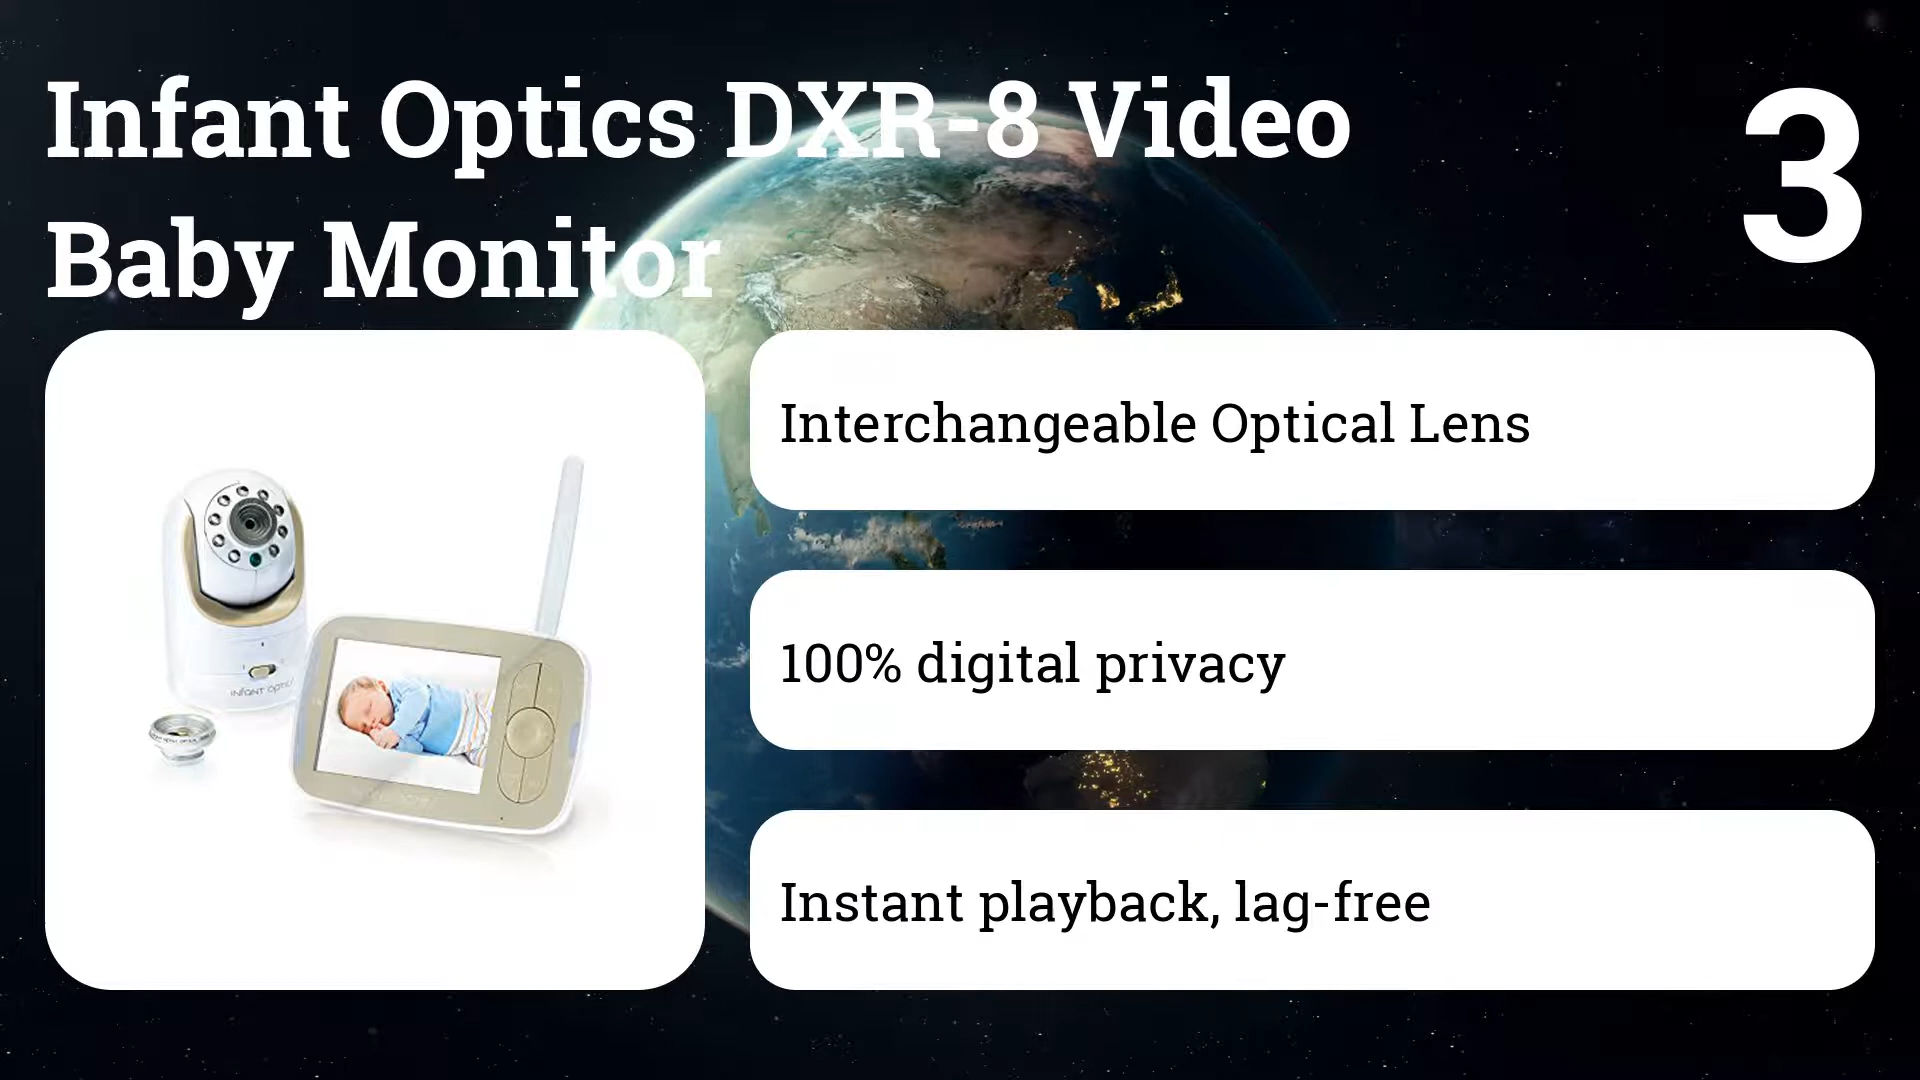 Infant Optics DXR-8 Video
Baby Monitor
3
Interchangeable Optical Lens
100% digital privacy
Instant playback, lag-free
infant optics